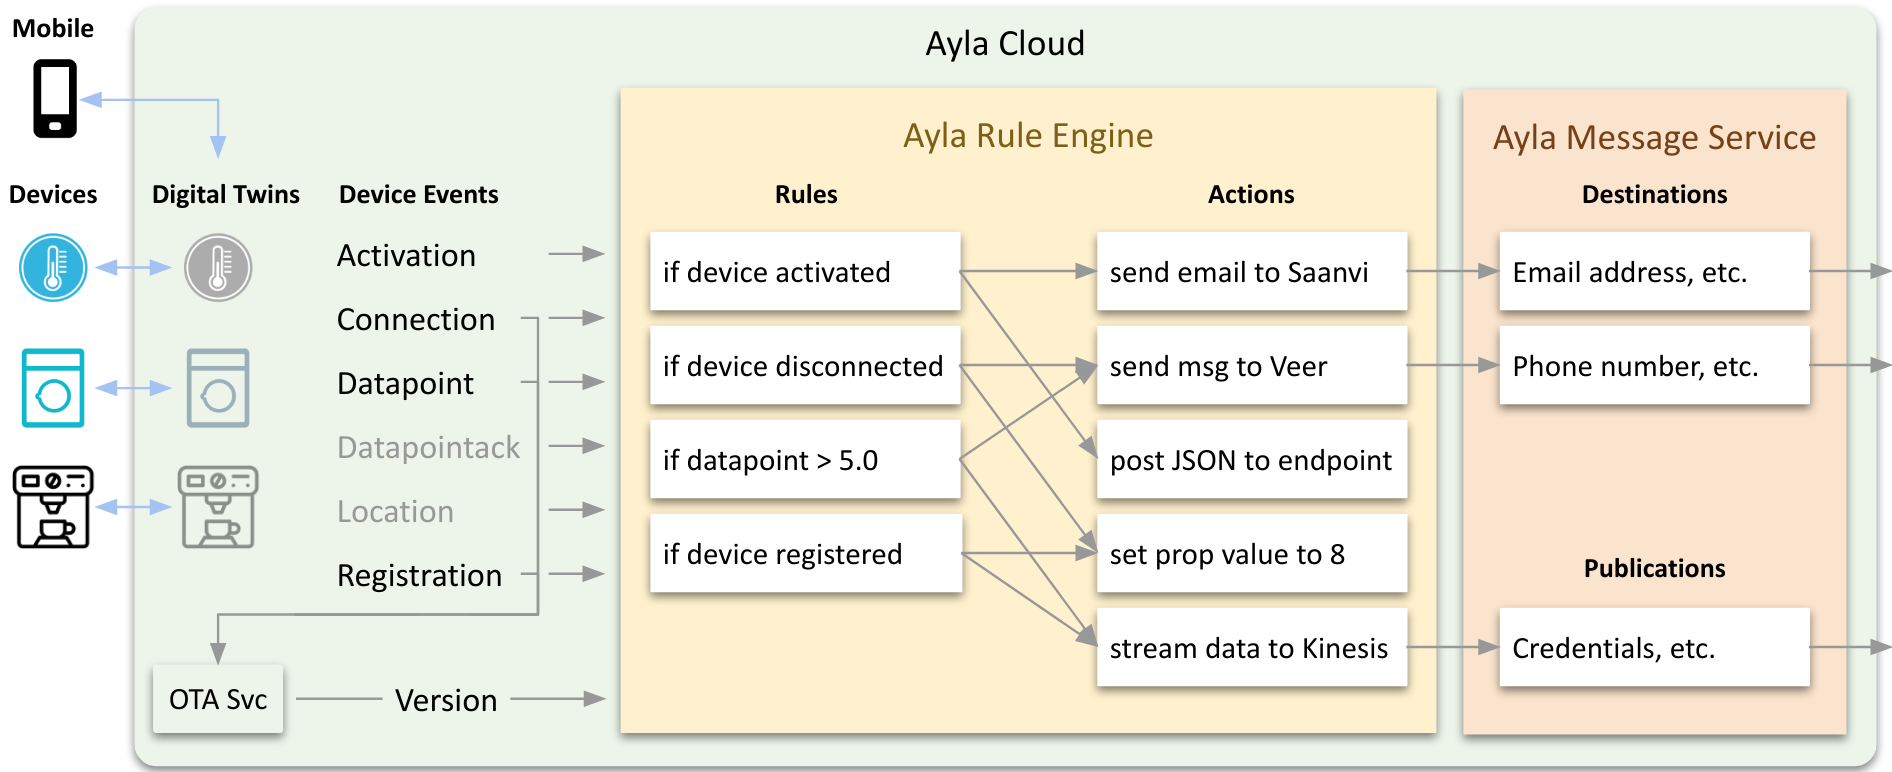 Mobile
Ayla Cloud
Devices
Digital Twins
Device Events
Activation
Connection
Datapoint
Datapointack
Location
Registration
OTA Svc
Version
Ayla Rule Engine
Rules
if device activated
if device disconnected
if datapoint > 5.0
if device registered
Actions
send email to Saanvi
send msg to Veer
post JSON to endpoint
set prop value to 8
stream data to Kinesis
Ayla Message Service
Destinations
Email address, etc.
Phone number, etc.
Publications
Credentials, etc.